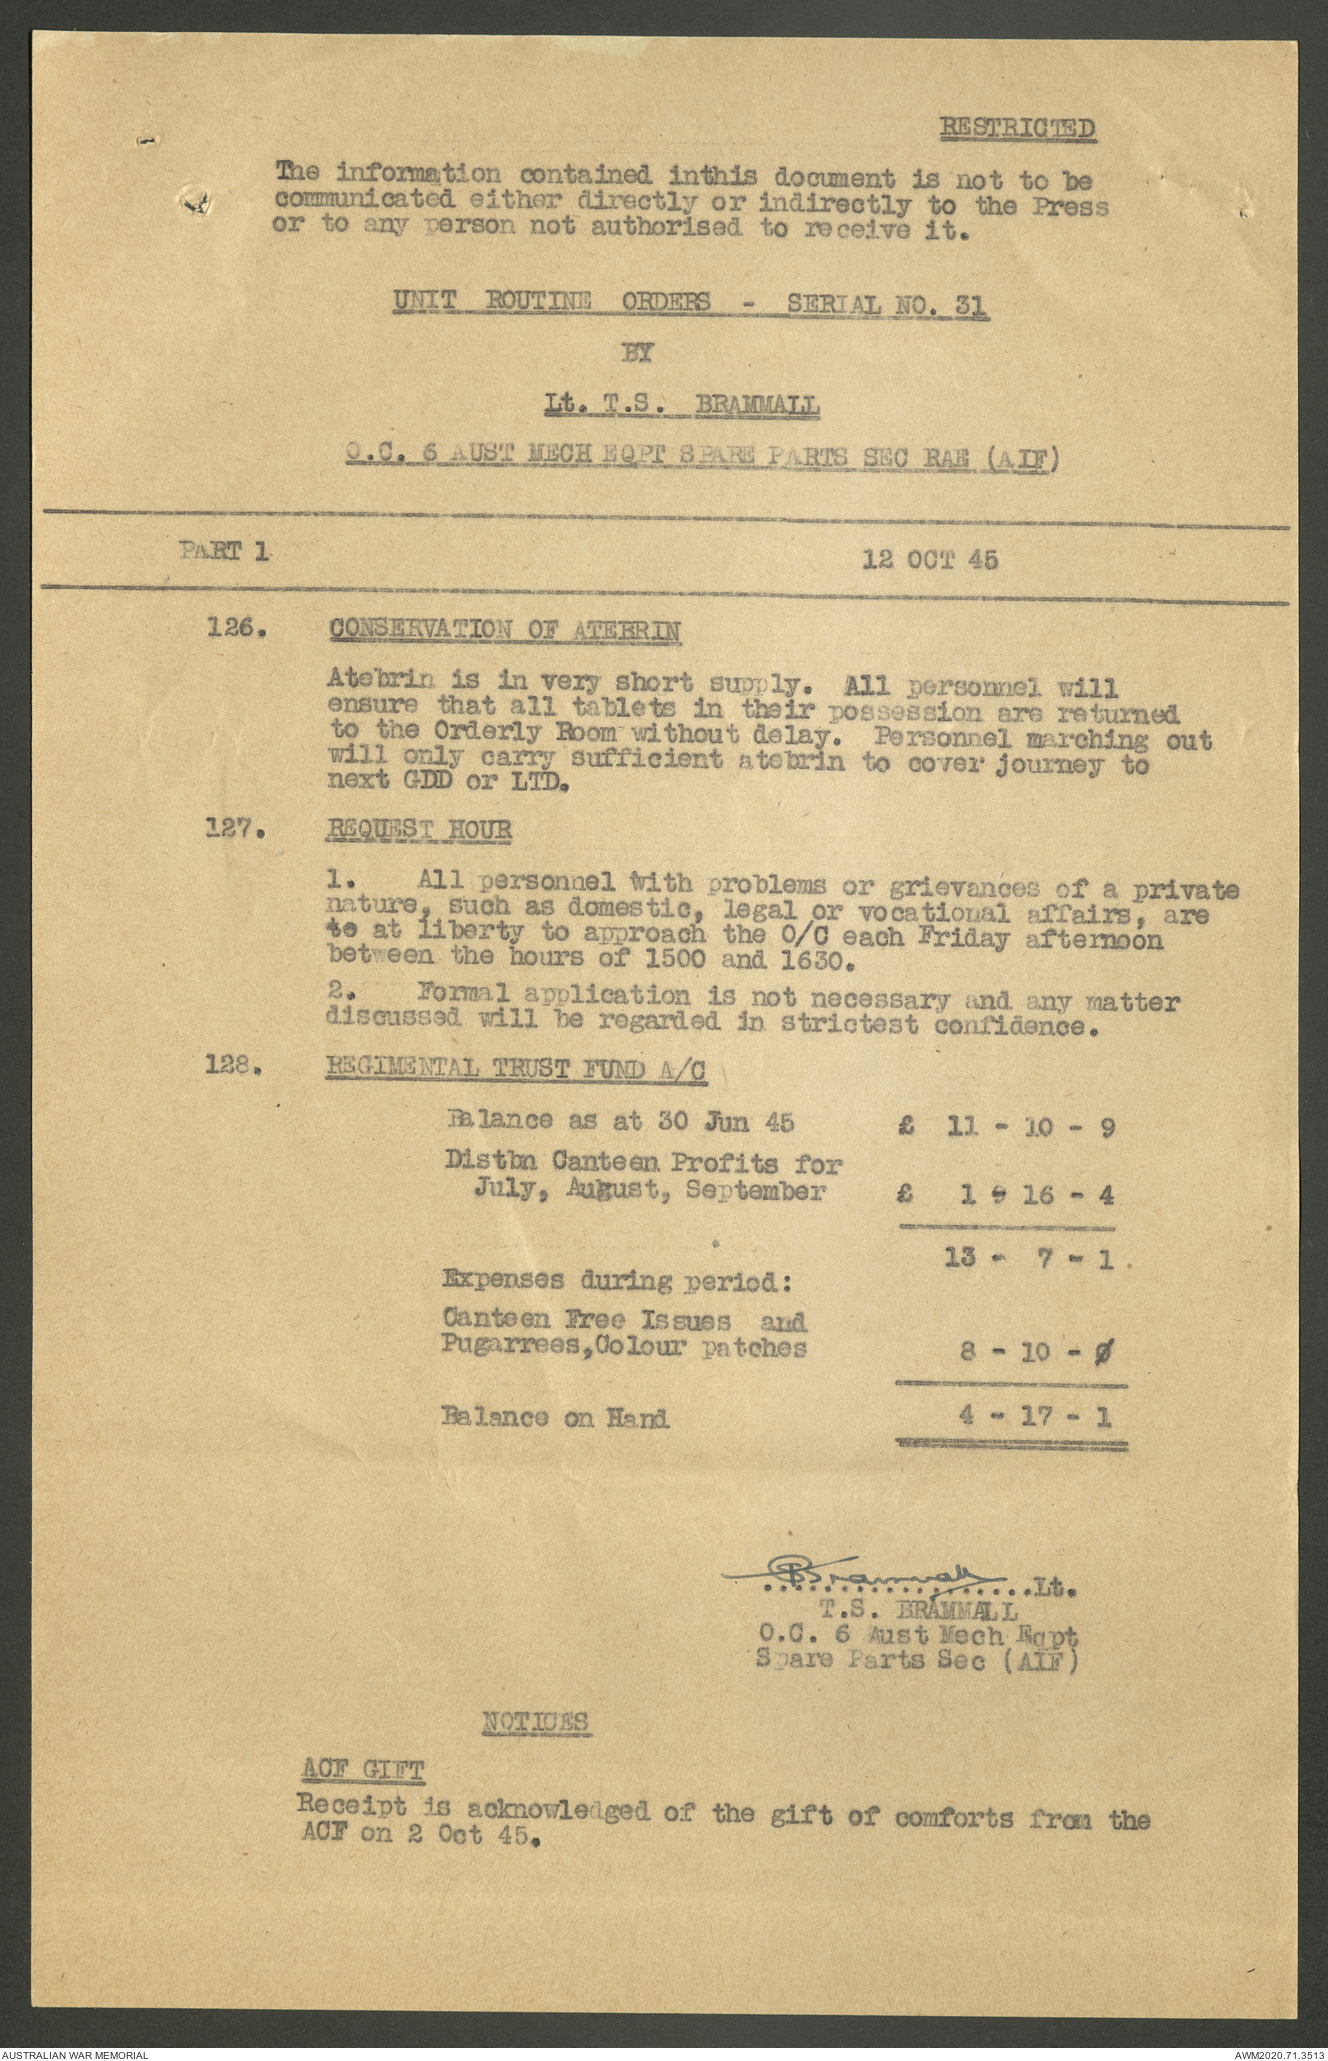 RESTRICTED
The information contained inthis document is not to be
communicated either directly or indirectly to the Press
or to any person not authorised to receive it.
UNIT ROUTINE ORDERS - SERIAL NO. 31
BY
Lt. T.S. BRAMMALL
O.C. 6 AUST MECH EQPT SPARE PARTS SEC RAE (AIF)
PART 1 12 OCT 45
126. CONSERVATION OF ATEBRIN
Atebrin is in very short supply. All personnel will
ensure that all tablets in their possession are returned
to the Orderly Room without delay. Personnel marching out
will only carry sufficient atebrin to cover journey to
next GDD or LTD.
127. REQUEST HOUR
1. All personnel with problems or grievances of a private
nature, such as domestic, legal or vocational affairs, are
to at liberty to approach the O/C each Friday afternoon
between the hours of 1500 and 1630.
2. Formal application is not necessary and any matter
discussed will be regarded in strictest confidence.
128. REGIMENTAL TRUST FUND A/C
Balance as at 30 Jun 45 £ 11 - 10 - 9
Distbn Canteen Profits for
July, August, September £ 1 - 16 - 4
13 - 7 - 1
Expenses during period:
Canteen Free Issues and
Pugarrees,Colour patches 8 - 10 - 0
Balance on Hand 4 - 17 - 1
TSBrammall
...................Lt.
T.S. BRAMMALL
O.C. 6 Aust Mech Eqpt
Spare Parts Sec (AIF)
NOTICES
ACF GIFT
Receipt is acknowledged of the gift of comforts from the
ACF on 2 Oct 45.
AUSTRALIAN WAR MEMORIAL AWM2020.71.3513